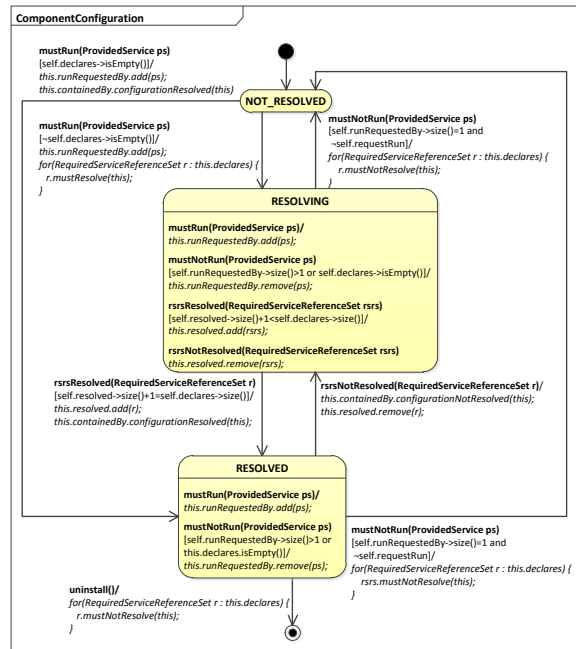 ComponentConfiguration
mustRun(ProvidedService ps)
[self.declares->isEmpty()]/
this.runRequestedBy.add(ps);
this.containedBy.configurationResolved(this)
NOT_RESOLVED
mustRun(ProvidedService ps)
[¬self.declares->isEmpty()]/
this.runRequestedBy.add(ps);
for(RequiredServiceReferenceSet r : this.declares) {
r.mustResolve(this);
}
mustNotRun(ProvidedService ps)
[self.runRequestedBy->size()=1 and
¬self.requestRun]/
for(RequiredServiceReferenceSet r : this.declares) {
r.mustNotResolve(this);
}
RESOLVING
mustRun(ProvidedService ps)/
this.runRequestedBy.add(ps);
mustNotRun(ProvidedService ps)
[self.runRequestedBy->size()>1 or self.declares->isEmpty()]/
this.runRequestedBy.remove(ps);
rsrsResolved(RequiredServiceReferenceSet rsrs)
[self.resolved->size()+1<self.declares->size()]/
this.resolved.add(rsrs);
rsrsNotResolved(RequiredServiceReferenceSet rsrs)
this.resolved.remove(rsrs);
rsrsResolved(RequiredServiceReferenceSet r)
[self.resolved->size()+1=self.declares->size()]/
this.resolved.add(r);
this.containedBy.configurationResolved(this);
rsrsNotResolved(RequiredServiceReferenceSet r)/
this.containedBy.configurationNotResolved(this);
this.resolved.remove(r);
RESOLVED
mustRun(ProvidedService ps)/
this.runRequestedBy.add(ps);
mustNotRun(ProvidedService ps)
[self.runRequestedBy->size()>1 or
this.declares.isEmpty()]/
this.runRequestedBy.remove(ps);
mustNotRun(ProvidedService ps)
[self.runRequestedBy->size()=1 and
¬self.requestRun]/
for(RequiredServiceReferenceSet r : this.declares) {
rsrs.mustNotResolve(this);
}
uninstall()/
for(RequiredServiceReferenceSet r : this.declares) {
r.mustNotResolve(this);
}